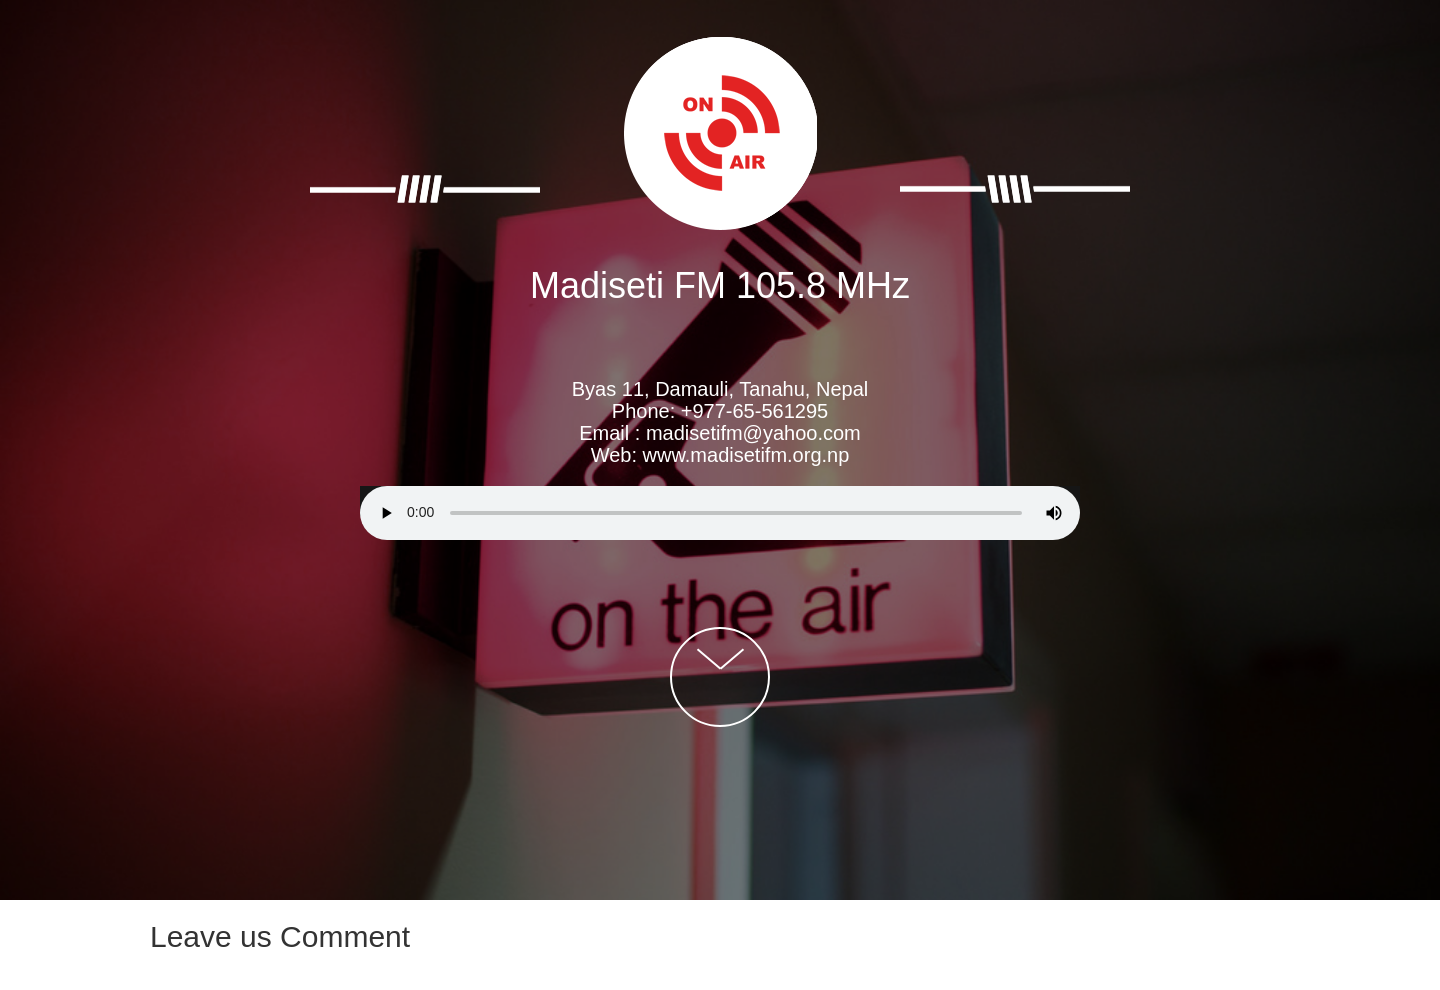 ON
AIR
Madiseti FM 105.8 MHz
Byas 11, Damauli, Tanahu, Nepal
Phone: +977-65-561295
Email : madisetifm@yahoo.com
Web: www.madisetifm.org.np
0:00
on the air
Leave us Comment